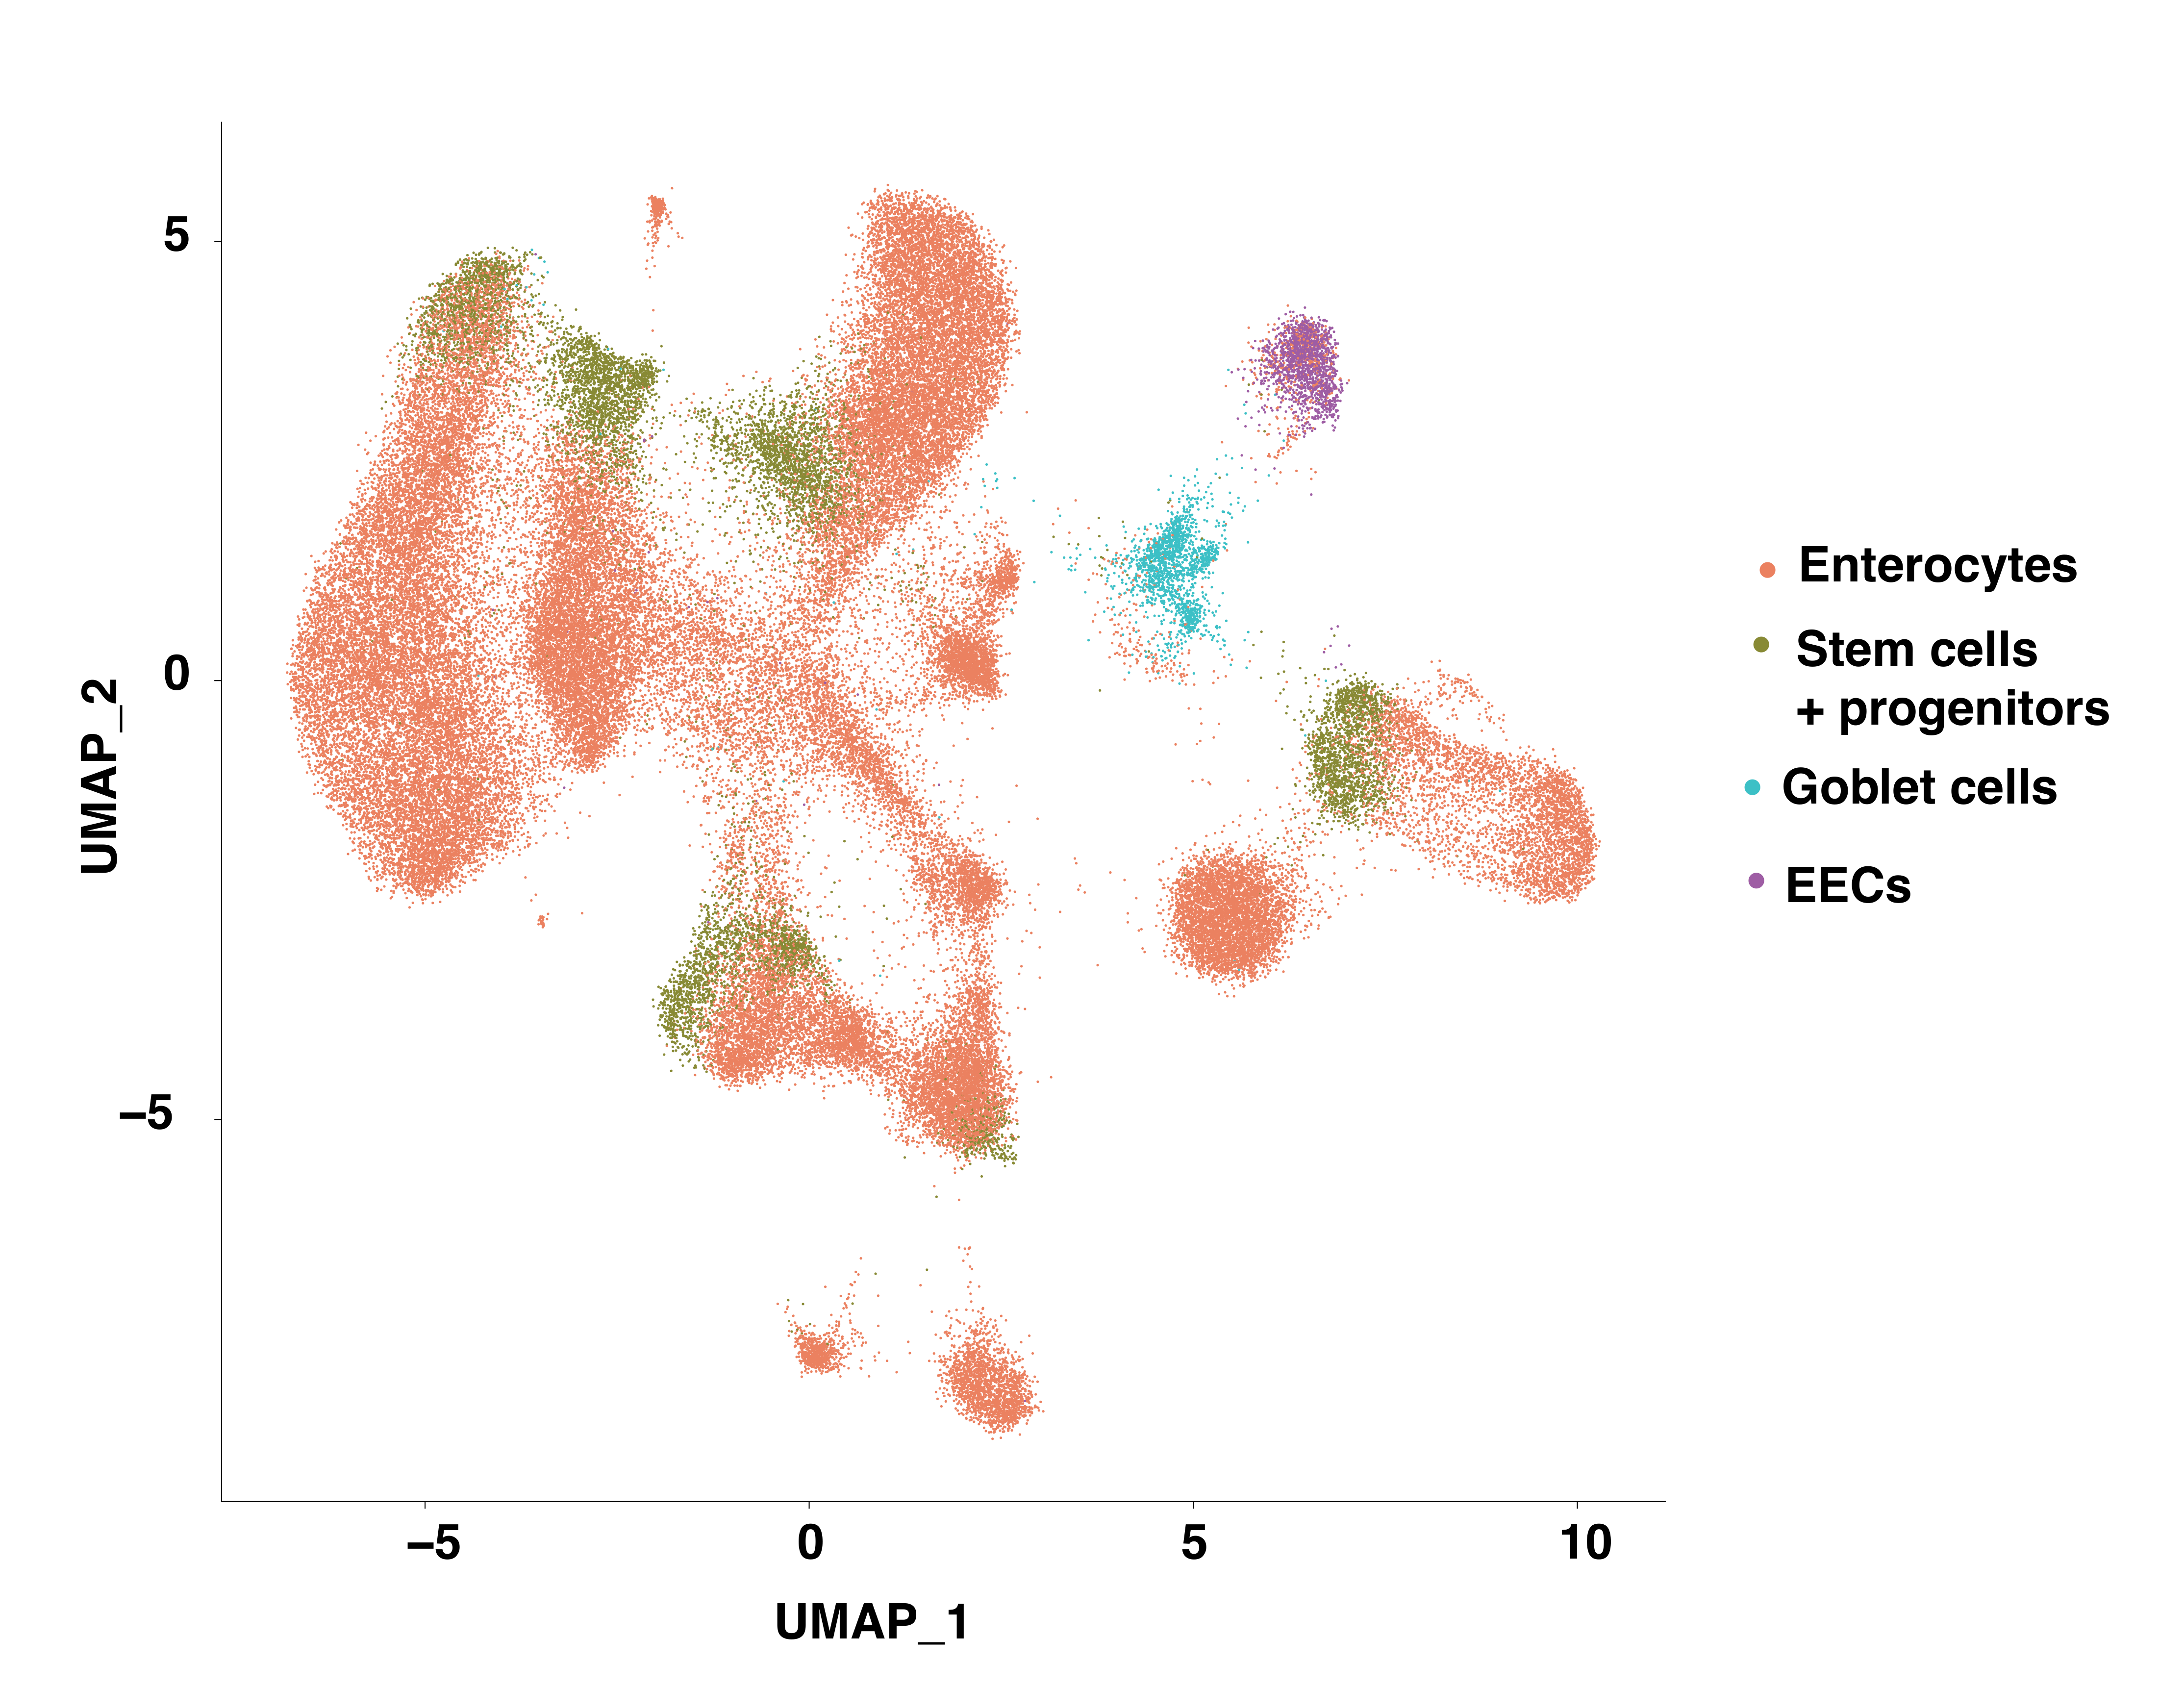 5
0
−5
UMAP_2
−5 0 5 10
UMAP_1
Enterocytes
Stem cells
+ progenitors
Goblet cells
EECs